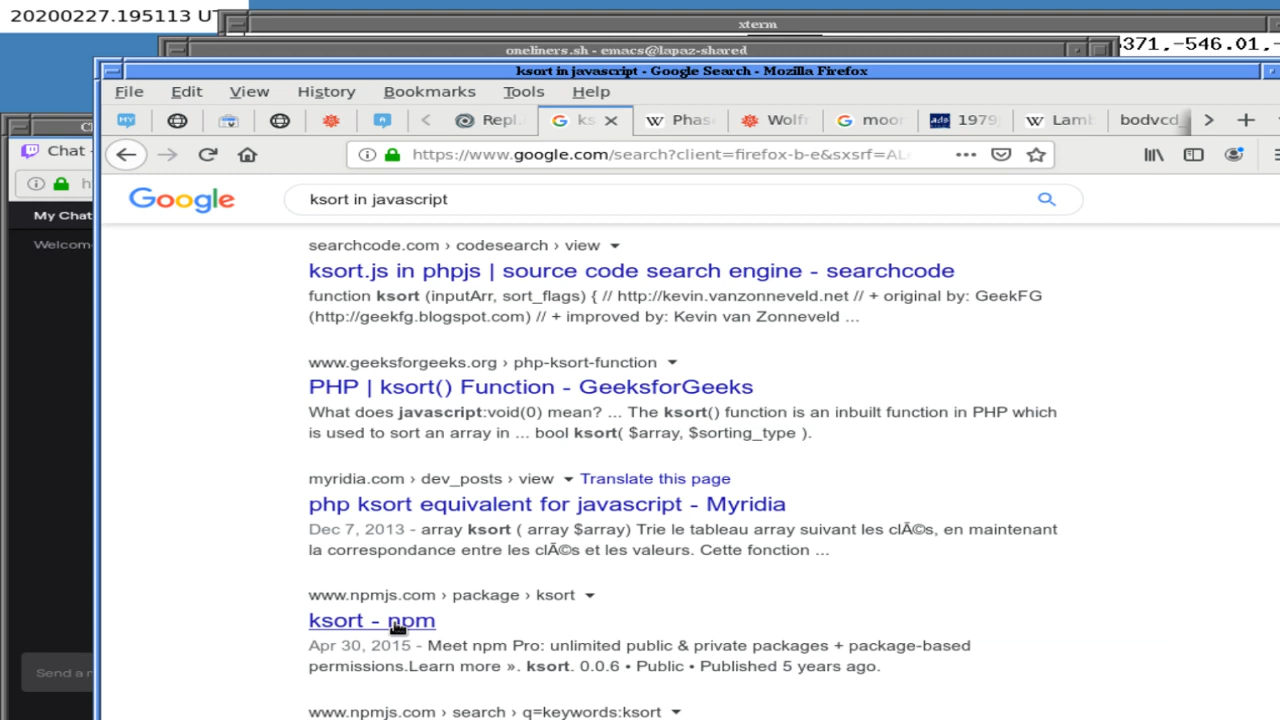 20200227.195113 U
xterm
oneliners.sh - emacs@lapaz-shared
371,-546.01,-
ksort in javascript - Google Search - Mozilla Firefox
File Edit View History Bookmarks Tools Help
Repl. ks Phas Wolfr moor 1979 Lamb bodvcd
https://www.google.com/search?client=firefox-b-e&sxsrf=AL
Chat -
My Chat
Welcom
Send a m
Google
ksort in javascript
searchcode.com › codesearch › view
ksort.js in phpjs | source code search engine - searchcode
function ksort (inputArr, sort_flags) { // http://kevin.vanzonneveld.net // + original by: GeekFG
(http://geekfg.blogspot.com) // + improved by: Kevin van Zonneveld ...
www.geeksforgeeks.org › php-ksort-function
PHP | ksort() Function - GeeksforGeeks
What does javascript:void(0) mean? ... The ksort() function is an inbuilt function in PHP which
is used to sort an array in ... bool ksort( $array, $sorting_type ).
myridia.com › dev_posts › view Translate this page
php ksort equivalent for javascript - Myridia
Dec 7, 2013 - array ksort ( array $array) Trie le tableau array suivant les clÃ©s, en maintenant
la correspondance entre les clÃ©s et les valeurs. Cette fonction ...
www.npmjs.com › package › ksort
ksort - npm
Apr 30, 2015 - Meet npm Pro: unlimited public & private packages + package-based
permissions.Learn more ». ksort. 0.0.6 • Public • Published 5 years ago.
www.npmjs.com › search › q=keywords:ksort